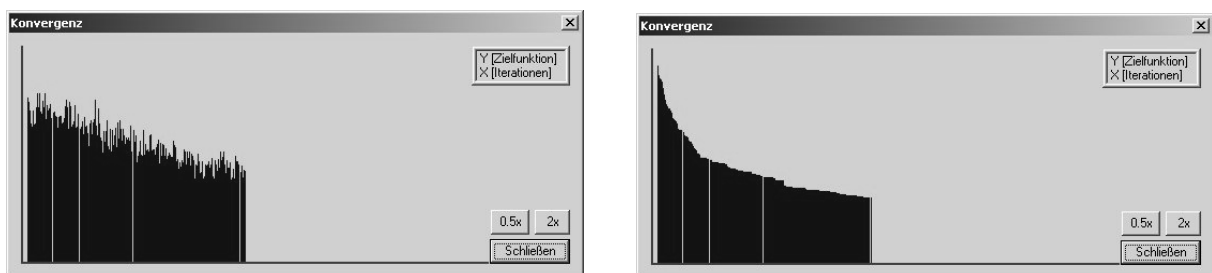 Konvergenz
Y [Zielfunktion]
X [Iterationen]
0.5x 2x
Schließen
Konvergenz
Y [Zielfunktion]
X [Iterationen]
0.5x 2x
Schließen